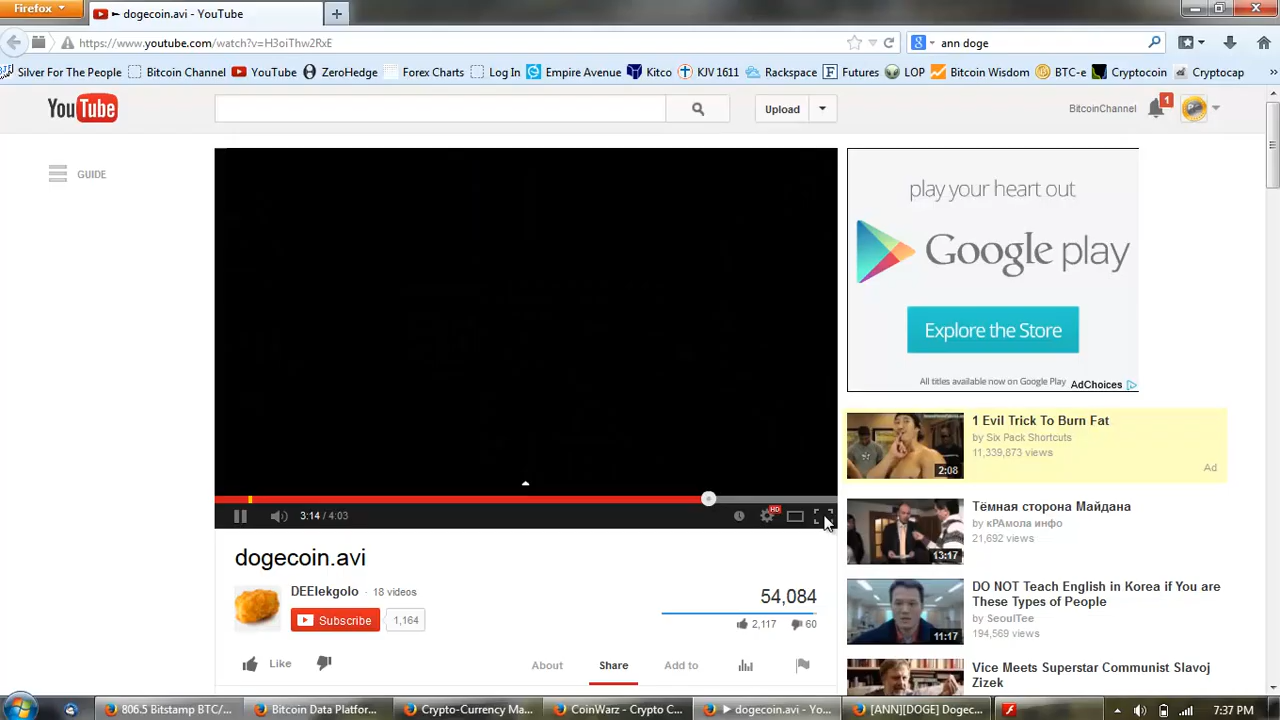 Firefox
► dogecoin.avi - YouTube
https://www.youtube.com/watch?v=H3oiThw2RxE
ann doge
Silver For The People
Bitcoin Channel
YouTube
ZeroHedge
Forex Charts
Log In
Empire Avenue
Kitco
KJV 1611
Rackspace
Futures
LOP
Bitcoin Wisdom
BTC-e
Cryptocoin
Cryptocap
»
YouTube
Upload
BitcoinChannel
1
GUIDE
play your heart out
Google play
Explore the Store
All titles available now on Google Play
AdChoices
1 Evil Trick To Burn Fat
by Six Pack Shortcuts
11,339,873 views
Ad
2:08
Тёмная сторона Майдана
by кРАмола инфо
21,692 views
13:17
DO NOT Teach English in Korea if You are
These Types of People
by SeoulTee
194,569 views
11:17
Vice Meets Superstar Communist Slavoj
Zizek
3:14 / 4:03
HD
dogecoin.avi
DEElekgolo · 18 videos
Subscribe
1,164
54,084
2,117
60
Like
About
Share
Add to
806.5 Bitstamp BTC/...
Bitcoin Data Platfor...
Crypto-Currency Ma...
CoinWarz - Crypto C...
► dogecoin.avi - Yo...
[ANN][DOGE] Dogec...
7:37 PM